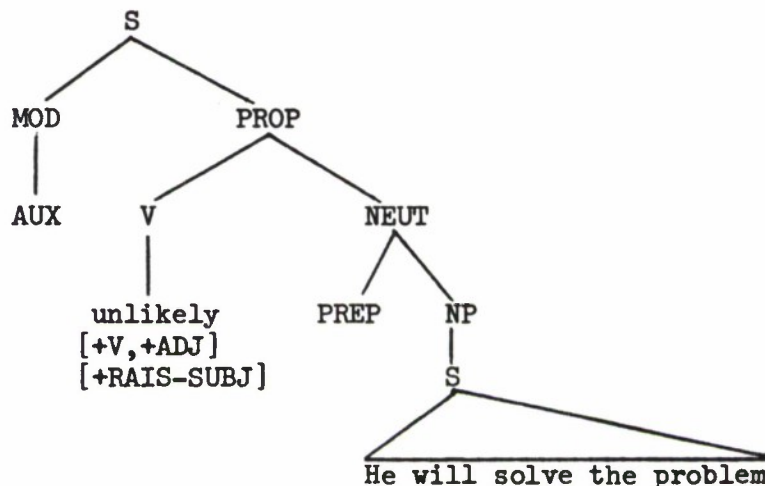 S
MOD PROP
AUX V NEUT
unlikely PREP NP
[+V,+ADJ]
[+RAIS-SUBJ] S
He will solve the problem